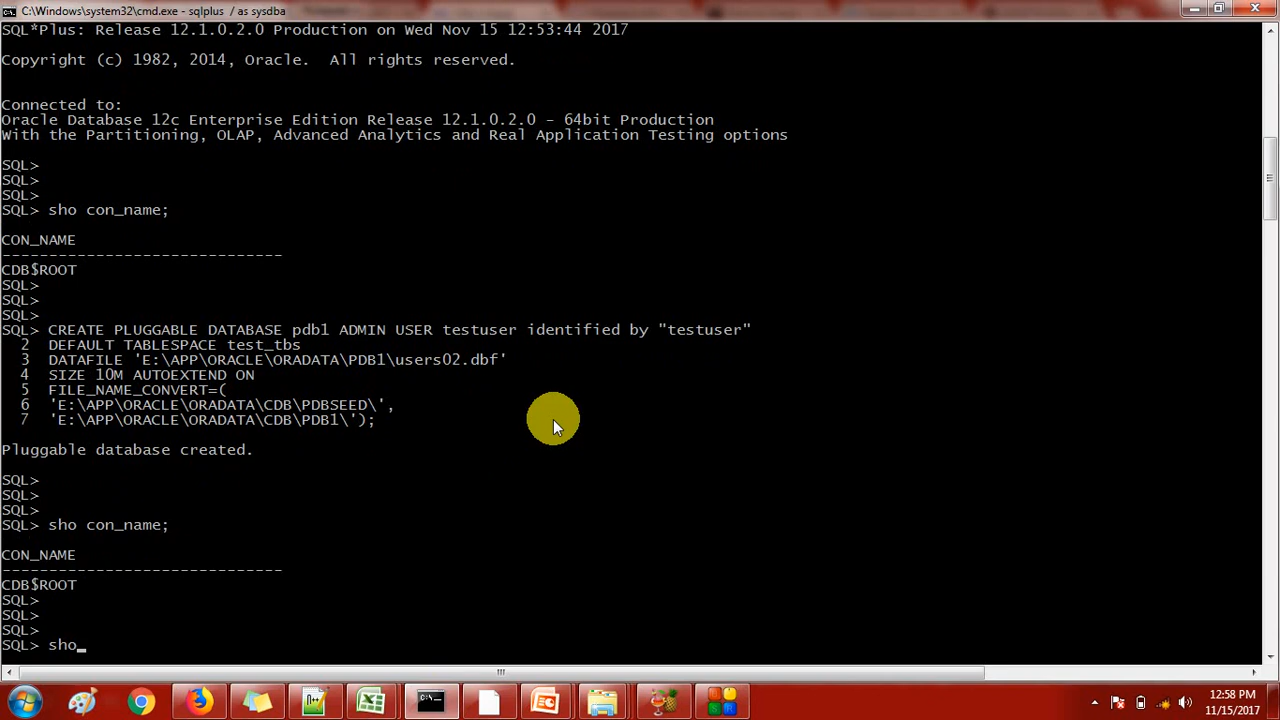 C:\Windows\system32\cmd.exe - sqlplus / as sysdba
SQL*Plus: Release 12.1.0.2.0 Production on Wed Nov 15 12:53:44 2017
Copyright (c) 1982, 2014, Oracle.  All rights reserved.
Connected to:
Oracle Database 12c Enterprise Edition Release 12.1.0.2.0 - 64bit Production
With the Partitioning, OLAP, Advanced Analytics and Real Application Testing options
SQL>
SQL>
SQL>
SQL> sho con_name;
CON_NAME
------------------------------
CDB$ROOT
SQL>
SQL>
SQL>
SQL> CREATE PLUGGABLE DATABASE pdb1 ADMIN USER testuser identified by "testuser"
2  DEFAULT TABLESPACE test_tbs
3  DATAFILE 'E:\APP\ORACLE\ORADATA\PDB1\users02.dbf'
4  SIZE 10M AUTOEXTEND ON
5  FILE_NAME_CONVERT=(
6  'E:\APP\ORACLE\ORADATA\CDB\PDBSEED\',
7  'E:\APP\ORACLE\ORADATA\CDB\PDB1\');
Pluggable database created.
SQL>
SQL>
SQL>
SQL> sho con_name;
CON_NAME
------------------------------
CDB$ROOT
SQL>
SQL>
SQL>
SQL> sho_
12:58 PM
11/15/2017